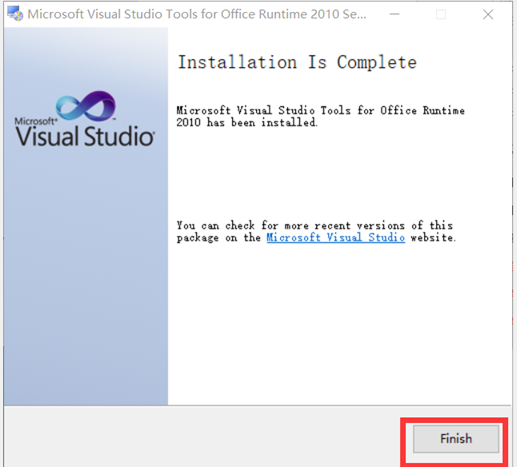 Microsoft Visual Studio Tools for Office Runtime 2010 Se...
Installation Is Complete
Microsoft Visual Studio Tools for Office Runtime
2010 has been installed.
Microsoft®
Visual Studio®
You can check for more recent versions of this
package on the Microsoft Visual Studio website.
Finish